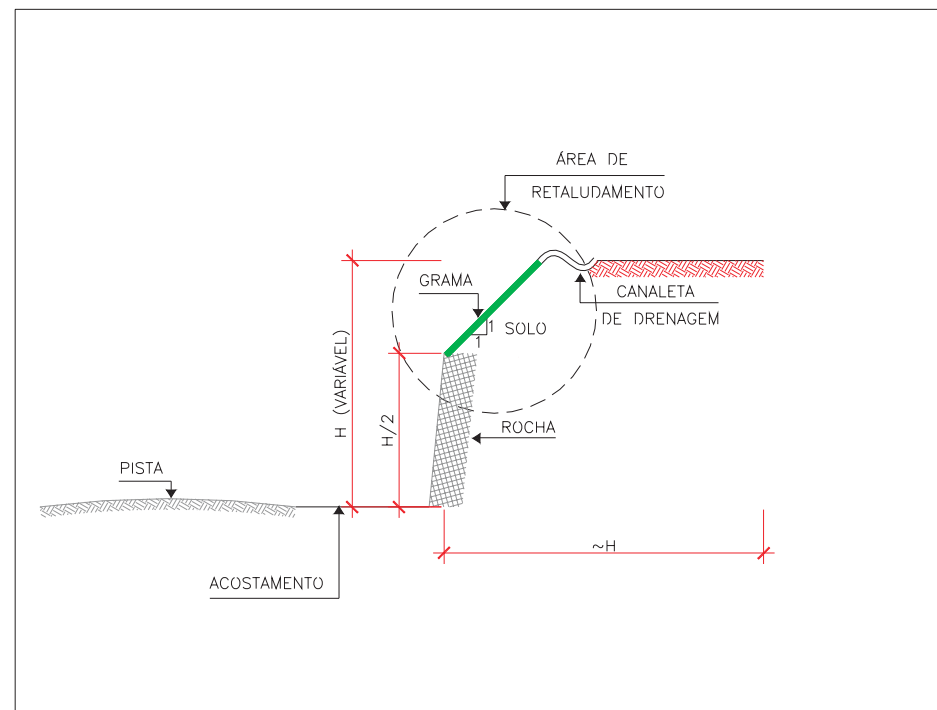 ÁREA DE
RETALUDAMENTO
GRAMA
CANALETA
DE DRENAGEM
1
SOLO
1
H (VARIÁVEL)
H/2
ROCHA
PISTA
~H
ACOSTAMENTO